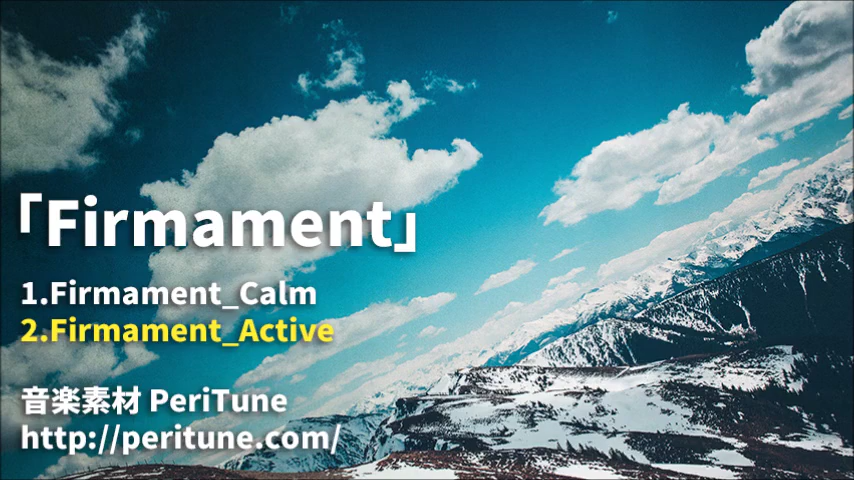 「Firmament」
1.Firmament_Calm
2.Firmament_Active
音楽素材 PeriTune
http://peritune.com/